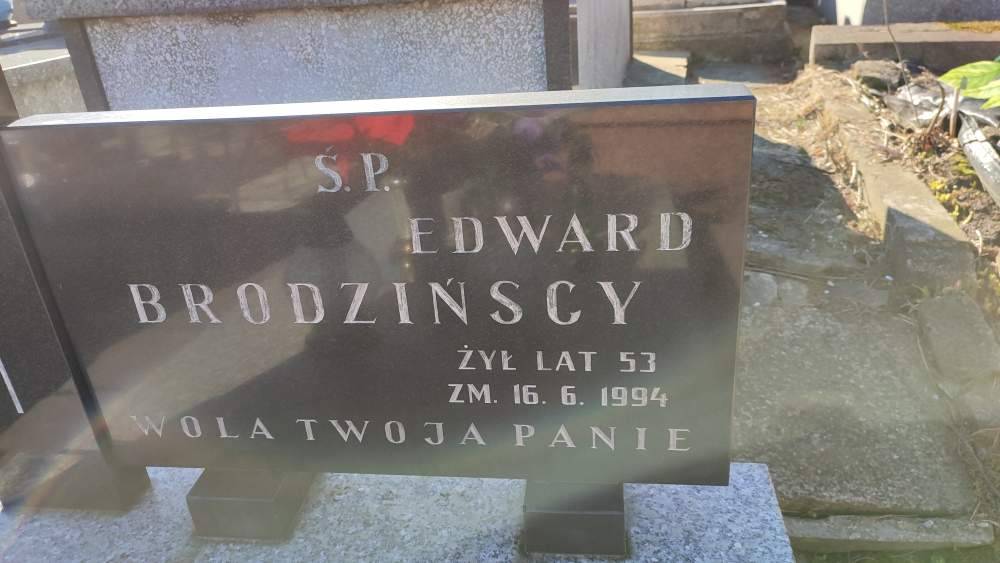 Ś.P.
EDWARD
BRODZIŃSCY
ŻYŁ LAT 53
ZM. 16. 6. 1994
WOLA TWOJA PANIE